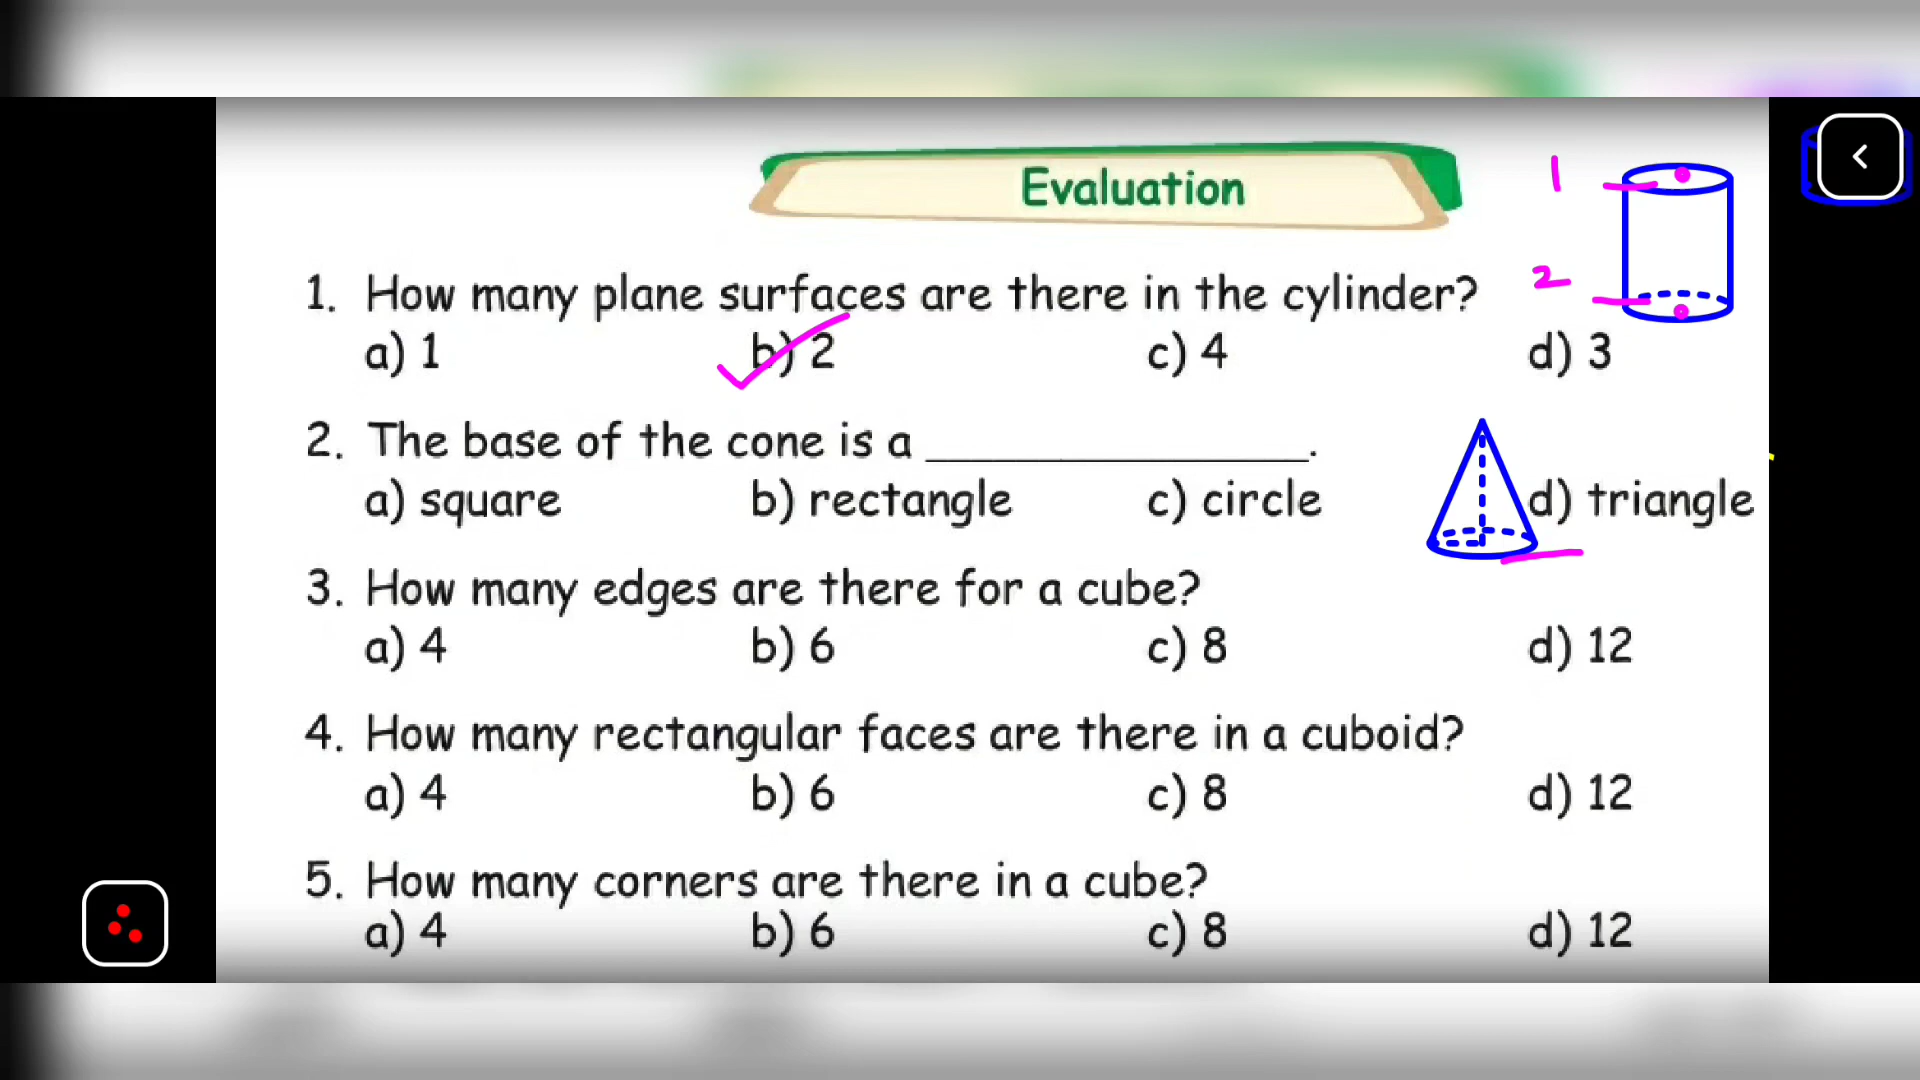 Evaluation
1
2
1. How many plane surfaces are there in the cylinder?
a) 1 b) 2 c) 4 d) 3
2. The base of the cone is a ________________.
a) square b) rectangle c) circle d) triangle
3. How many edges are there for a cube?
a) 4 b) 6 c) 8 d) 12
4. How many rectangular faces are there in a cuboid?
a) 4 b) 6 c) 8 d) 12
5. How many corners are there in a cube?
a) 4 b) 6 c) 8 d) 12